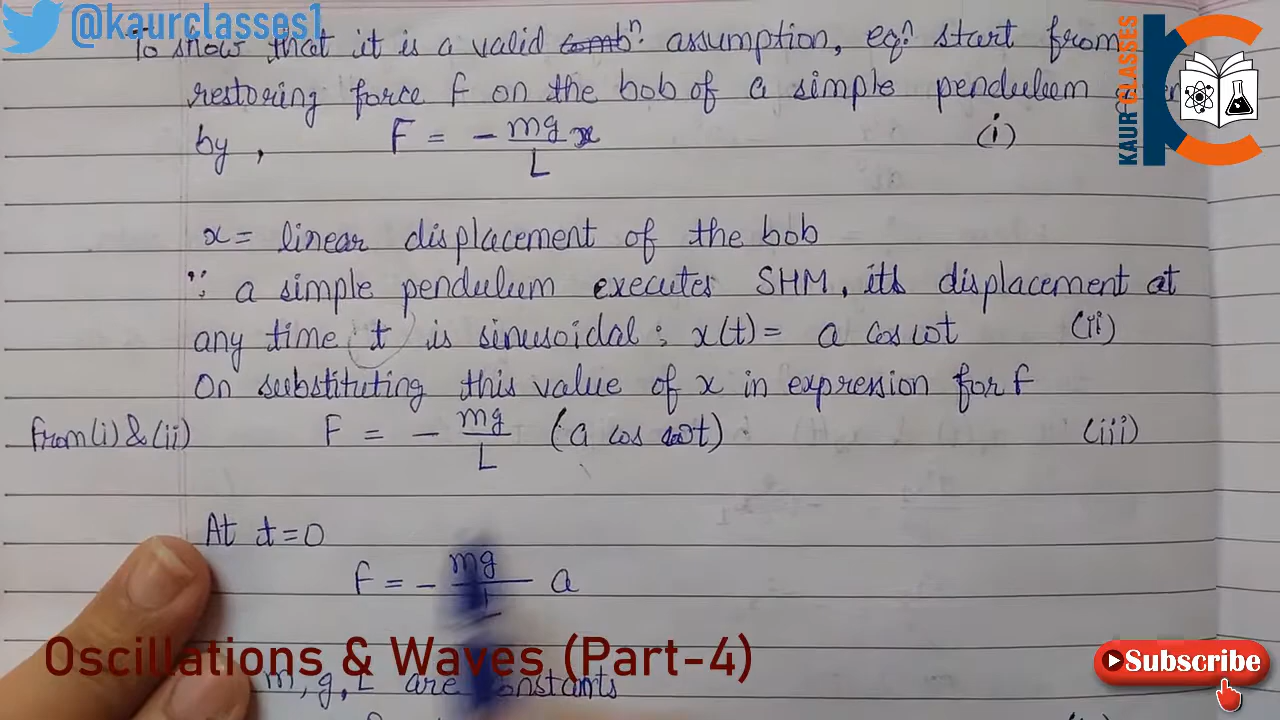 @kaurclasses1
To show that it is a valid assumption, eqn. start from
restoring force F on the bob of a simple pendulum
by, F = - mg/L x (i)
x = linear displacement of the bob
∵ a simple pendulum executes SHM, its displacement at
any time t is sinusoidal: x(t) = a cos ωt (ii)
On substituting this value of x in expression for F
from (i) & (ii) F = - mg/L (a cos ωt) (iii)
At t=0
F = - mg/L a
Oscillations & Waves (Part-4)
m, g, L are constants
KAUR CLASSES
Subscribe